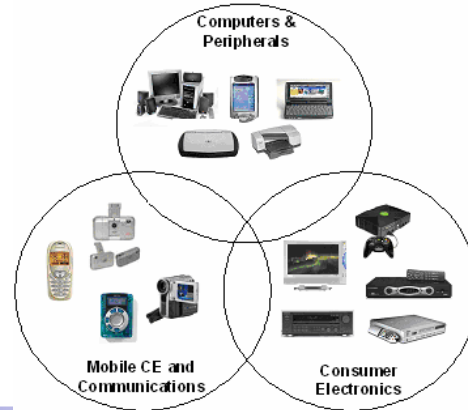 Computers &
Peripherals
Mobile CE and
Communications
Consumer
Electronics